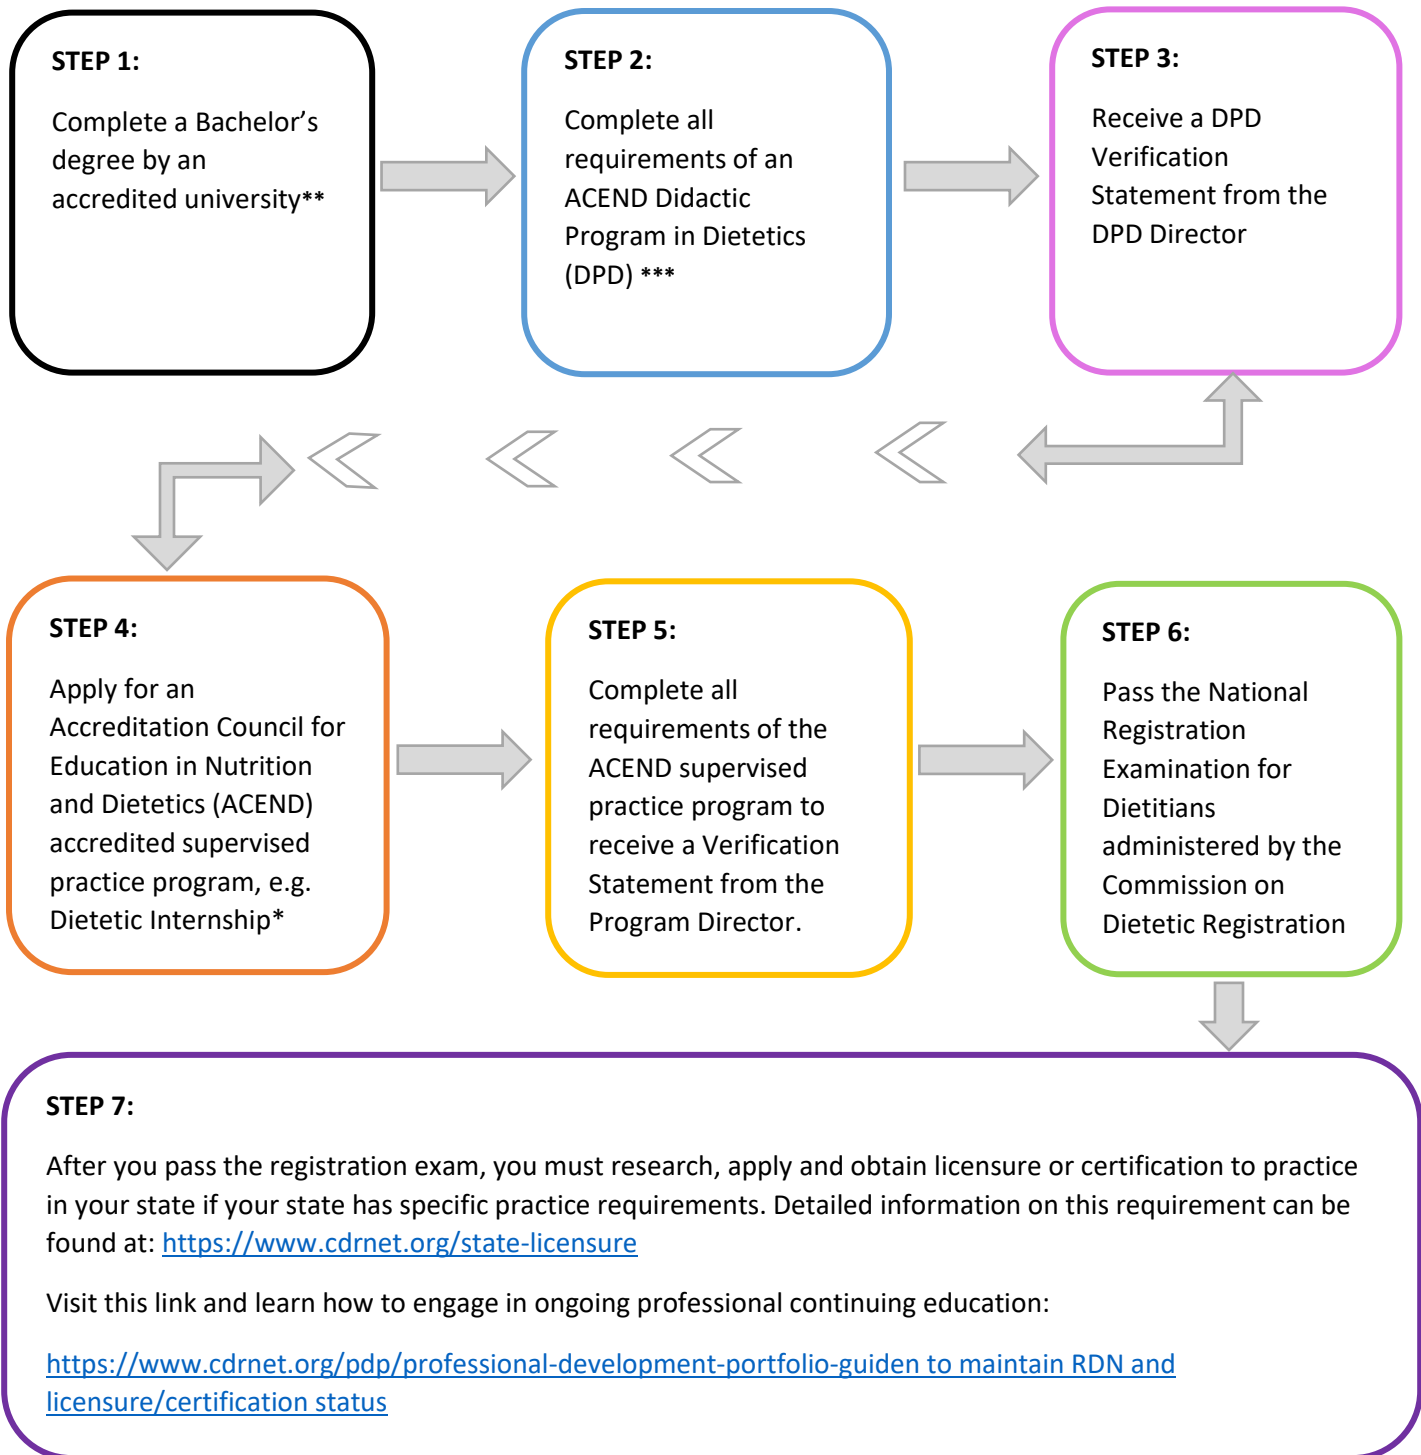 STEP 1:
Complete a Bachelor’s
degree by an
accredited university**
STEP 2:
Complete all
requirements of an
ACEND Didactic
Program in Dietetics
(DPD) ***
STEP 3:
Receive a DPD
Verification
Statement from the
DPD Director
STEP 4:
Apply for an
Accreditation Council for
Education in Nutrition
and Dietetics (ACEND)
accredited supervised
practice program, e.g.
Dietetic Internship*
STEP 5:
Complete all
requirements of the
ACEND supervised
practice program to
receive a Verification
Statement from the
Program Director.
STEP 6:
Pass the National
Registration
Examination for
Dietitians
administered by the
Commission on
Dietetic Registration
STEP 7:
After you pass the registration exam, you must research, apply and obtain licensure or certification to practice
in your state if your state has specific practice requirements. Detailed information on this requirement can be
found at: https://www.cdrnet.org/state-licensure
Visit this link and learn how to engage in ongoing professional continuing education:
https://www.cdrnet.org/pdp/professional-development-portfolio-guiden to maintain RDN and
licensure/certification status